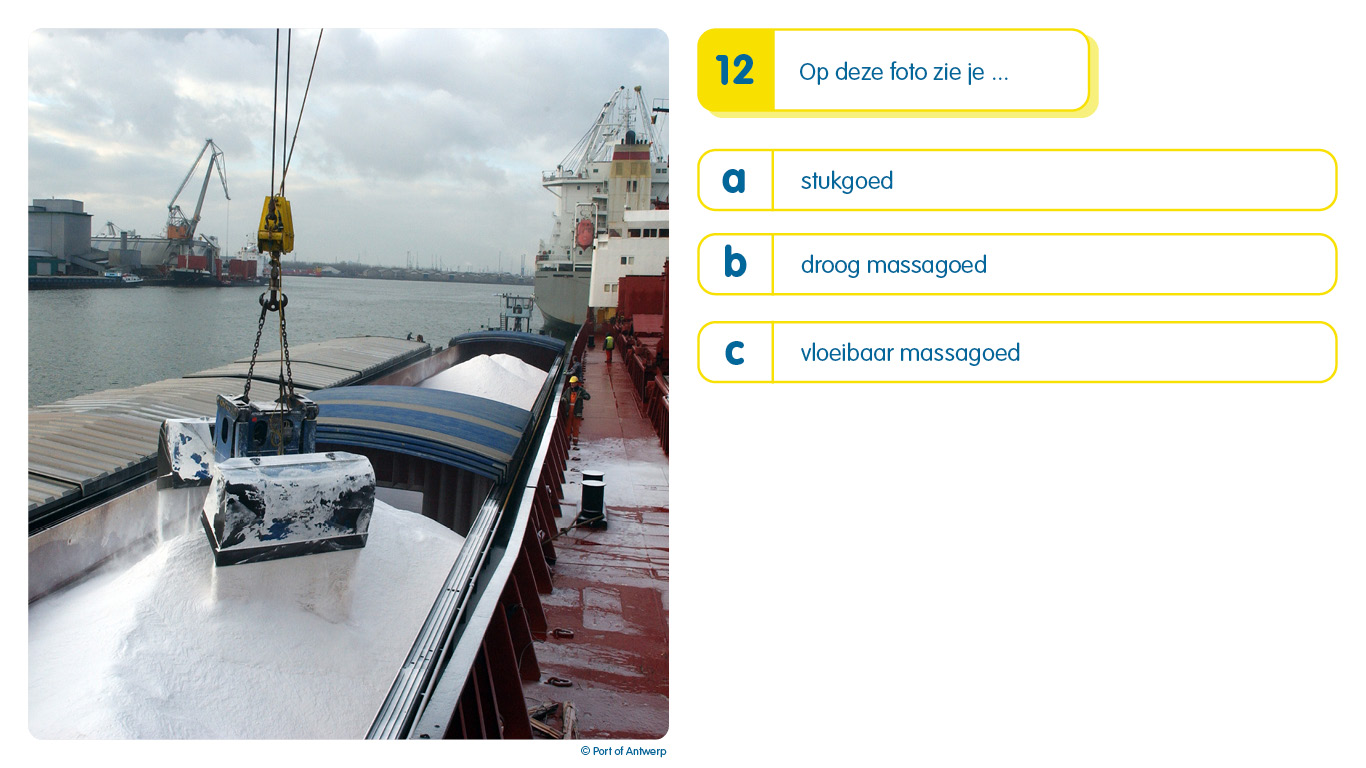 12
Op deze foto zie je ...
a
stukgoed
b
droog massagoed
c
vloeibaar massagoed
© Port of Antwerp